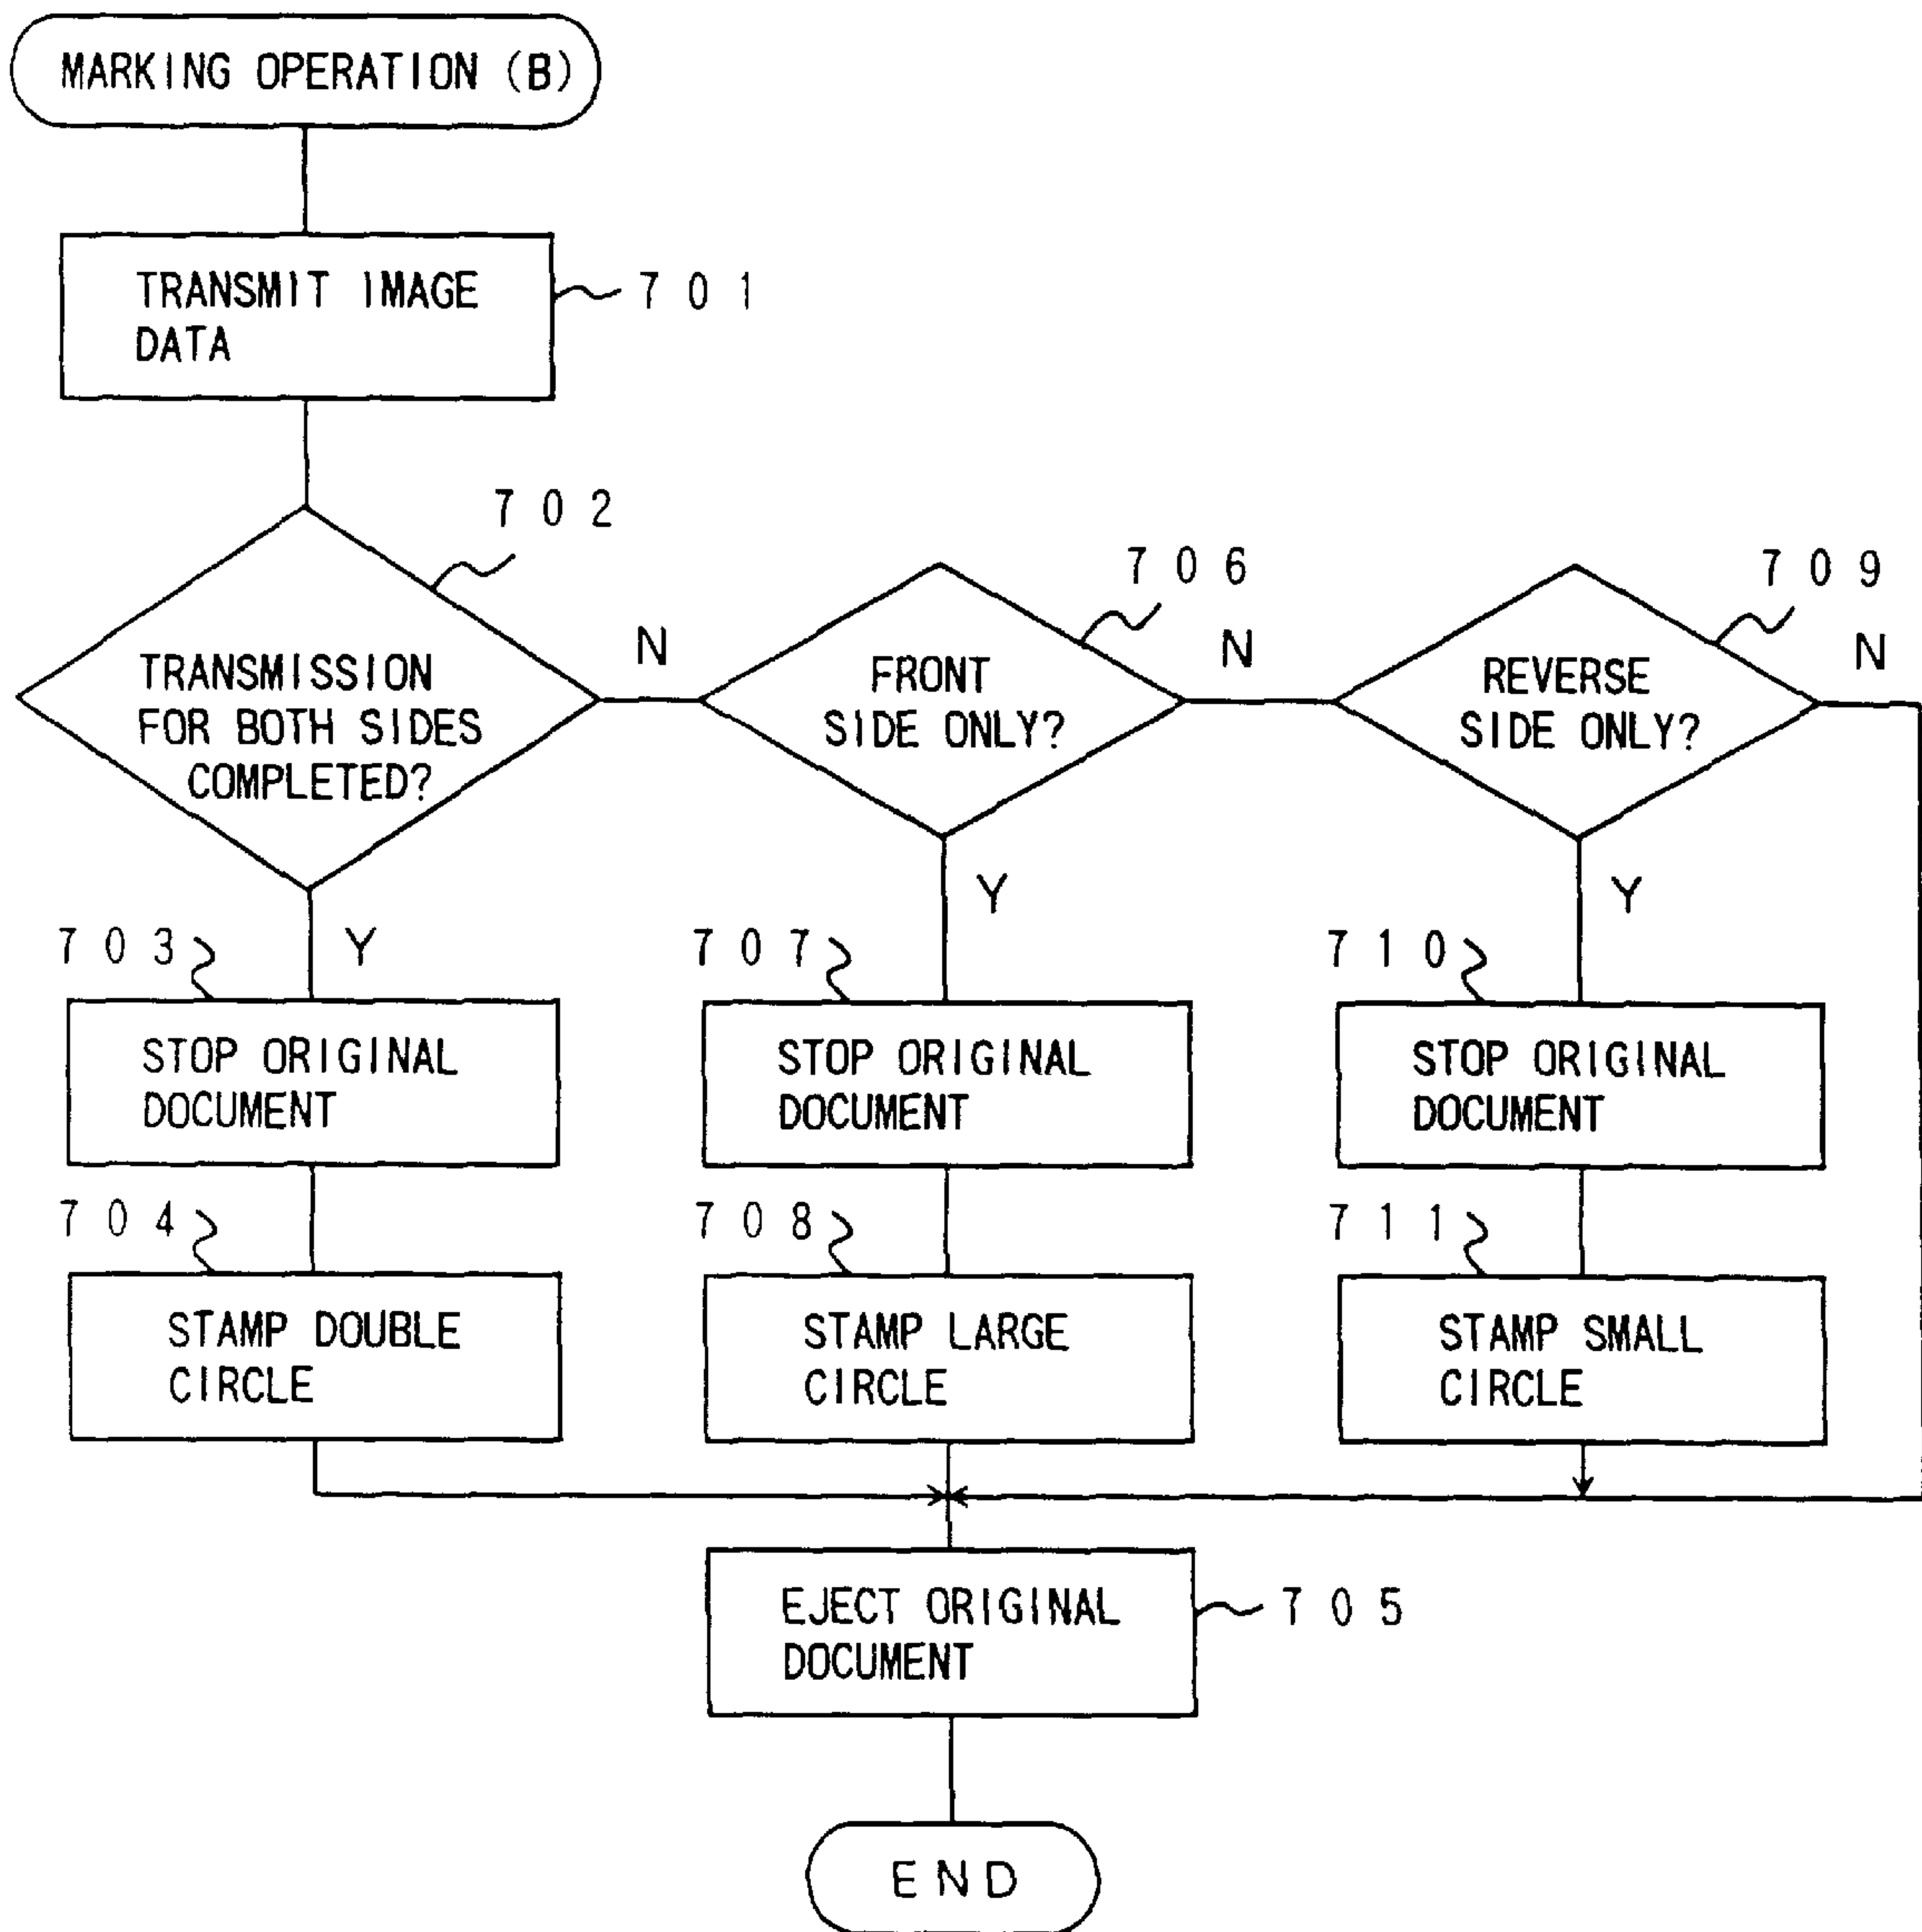 MARKING OPERATION (B)
TRANSMIT IMAGE
DATA
701
702
TRANSMISSION
FOR BOTH SIDES
COMPLETED?
N
Y
706
FRONT
SIDE ONLY?
N
Y
709
REVERSE
SIDE ONLY?
N
Y
703
STOP ORIGINAL
DOCUMENT
707
STOP ORIGINAL
DOCUMENT
710
STOP ORIGINAL
DOCUMENT
704
STAMP DOUBLE
CIRCLE
708
STAMP LARGE
CIRCLE
711
STAMP SMALL
CIRCLE
EJECT ORIGINAL
DOCUMENT
705
END